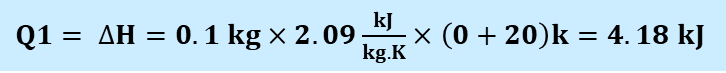 Q1 = ΔH = 0.1 kg × 2.09 kJ/kg.K × (0 + 20)k = 4.18 kJ